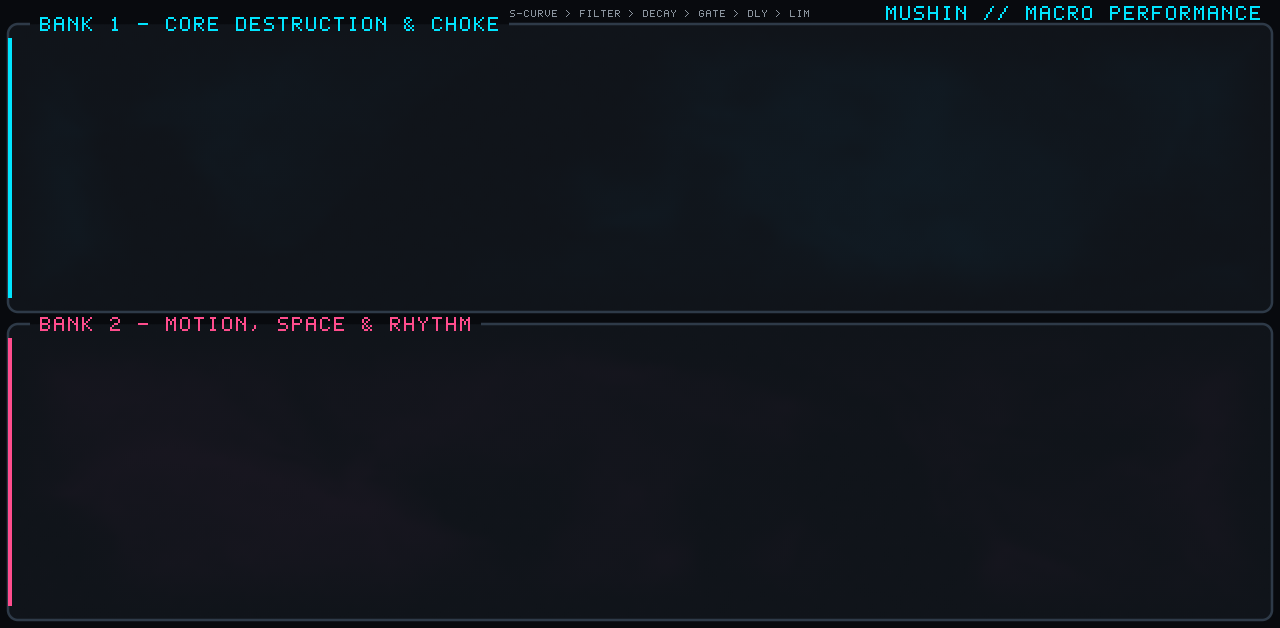 S-CURVE > FILTER > DECAY > GATE > DLY > LIM
MUSHIN // MACRO PERFORMANCE
BANK 1 - CORE DESTRUCTION & CHOKE
BANK 2 - MOTION, SPACE & RHYTHM